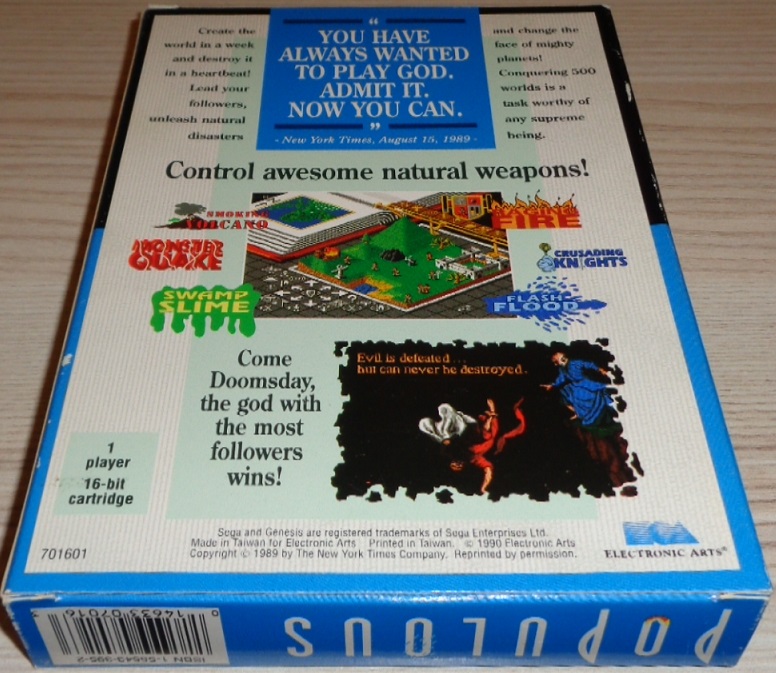 Create the
world in a week
and destroy it
in a heartbeat!
Lead your
followers,
unleash natural
disasters
“
YOU HAVE
ALWAYS WANTED
TO PLAY GOD.
ADMIT IT.
NOW YOU CAN.
”
- New York Times, August 15, 1989 -
and change the
face of mighty
planets!
Conquering 500
worlds is a
task worthy of
any supreme
being.
Control awesome natural weapons!
SMOKING
VOLCANO
MONSTER
QUAKE
SWAMP
SLIME
FIRE
CRUSADING
KNIGHTS
FLASH
FLOOD
Come
Doomsday,
the god with
the most
followers
wins!
Evil is defeated...
but can never be destroyed.
1
player
16-bit
cartridge
701601
Sega and Genesis are registered trademarks of Sega Enterprises Ltd.
Made in Taiwan for Electronic Arts Printed in Taiwan. © 1990 Electronic Arts
Copyright © 1989 by The New York Times Company. Reprinted by permission.
ELECTRONIC ARTS®
POPULOUS
ISBN 1-55543-395-2